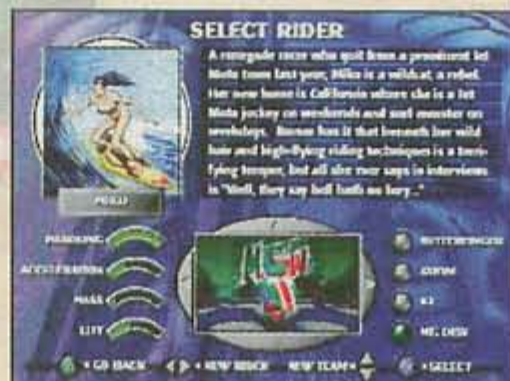 SELECT RIDER
A renegade racer who quit from a prominent Jet
Moto team last year, Miko is a wildcat, a rebel.
Her new home is California where she is a Jet
Moto jockey on weekends and surf monster on
weekdays. Rumor has it that beneath her wild
hair and high-flying riding techniques is a terri-
fying temper, but all she ever says in interviews
is "Well, they say hell hath no fury..."
HANDLING
ACCELERATION
MASS
BUTTERFINGER
K2
MT. DEW
GO BACK
NEW RIDER
NEW TEAM
SELECT